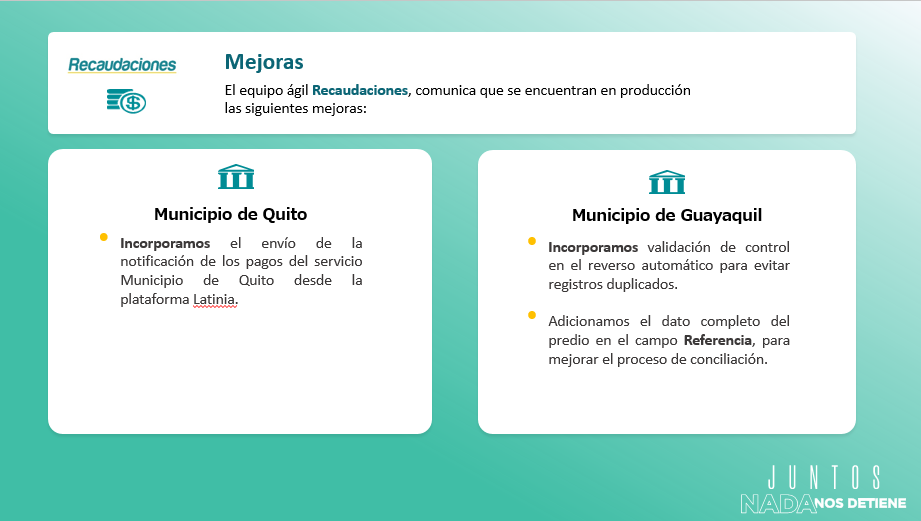 Recaudaciones
Mejoras
El equipo ágil Recaudaciones, comunica que se encuentran en producción
las siguientes mejoras:
Municipio de Quito
Incorporamos el envío de la
notificación de los pagos del servicio
Municipio de Quito desde la
plataforma Latinia.
Municipio de Guayaquil
Incorporamos validación de control
en el reverso automático para evitar
registros duplicados.
Adicionamos el dato completo del
predio en el campo Referencia, para
mejorar el proceso de conciliación.
JUNTOS
NADA NOS DETIENE